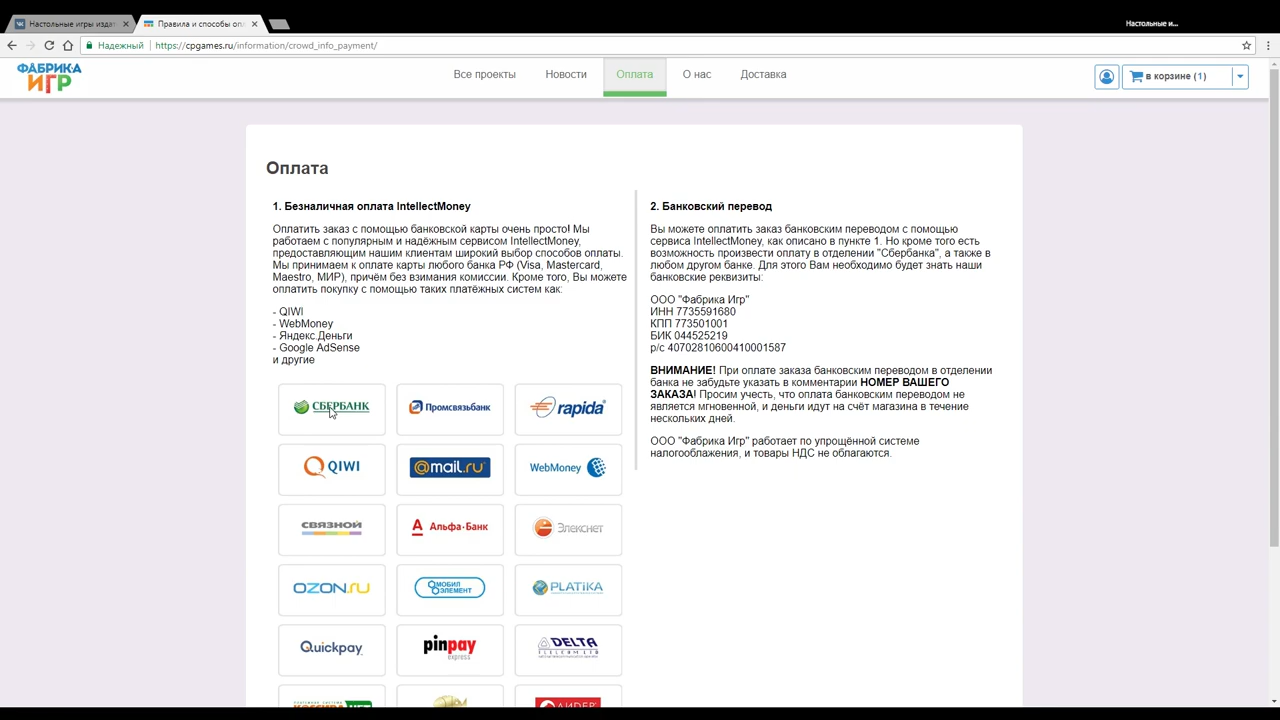 Настольные игры издат
Правила и способы опл
Настольные и...
Надежный
https://cpgames.ru/information/crowd_info_payment/
ФАБРИКА
ИГР
Все проекты
Новости
Оплата
О нас
Доставка
в корзине (1)
Оплата
1. Безналичная оплата IntellectMoney
Оплатить заказ с помощью банковской карты очень просто! Мы
работаем с популярным и надёжным сервисом IntellectMoney,
предоставляющим нашим клиентам широкий выбор способов оплаты.
Мы принимаем к оплате карты любого банка РФ (Visa, Mastercard,
Maestro, МИР), причём без взимания комиссии. Кроме того, Вы можете
оплатить покупку с помощью таких платёжных систем как:
- QIWI
- WebMoney
- Яндекс.Деньги
- Google AdSense
и другие
СБЕРБАНК
Промсвязьбанк
rapida
QIWI
@mail.ru
WebMoney
СВЯЗНОЙ
Альфа·Банк
Элекснет
OZON.RU
МОБИЛ
ЭЛЕМЕНТ
PLATIKA
Quickpay
pinpay
express
DELTA
ЛИДЕР
2. Банковский перевод
Вы можете оплатить заказ банковским переводом с помощью
сервиса IntellectMoney, как описано в пункте 1. Но кроме того есть
возможность произвести оплату в отделении "Сбербанка", а также в
любом другом банке. Для этого Вам необходимо будет знать наши
банковские реквизиты:
ООО "Фабрика Игр"
ИНН 7735591680
КПП 773501001
БИК 044525219
р/с 40702810600410001587
ВНИМАНИЕ! При оплате заказа банковским переводом в отделении
банка не забудьте указать в комментарии НОМЕР ВАШЕГО
ЗАКАЗА! Просим учесть, что оплата банковским переводом не
является мгновенной, и деньги идут на счёт магазина в течение
нескольких дней.
ООО "Фабрика Игр" работает по упрощённой системе
налогообложения, и товары НДС не облагаются.